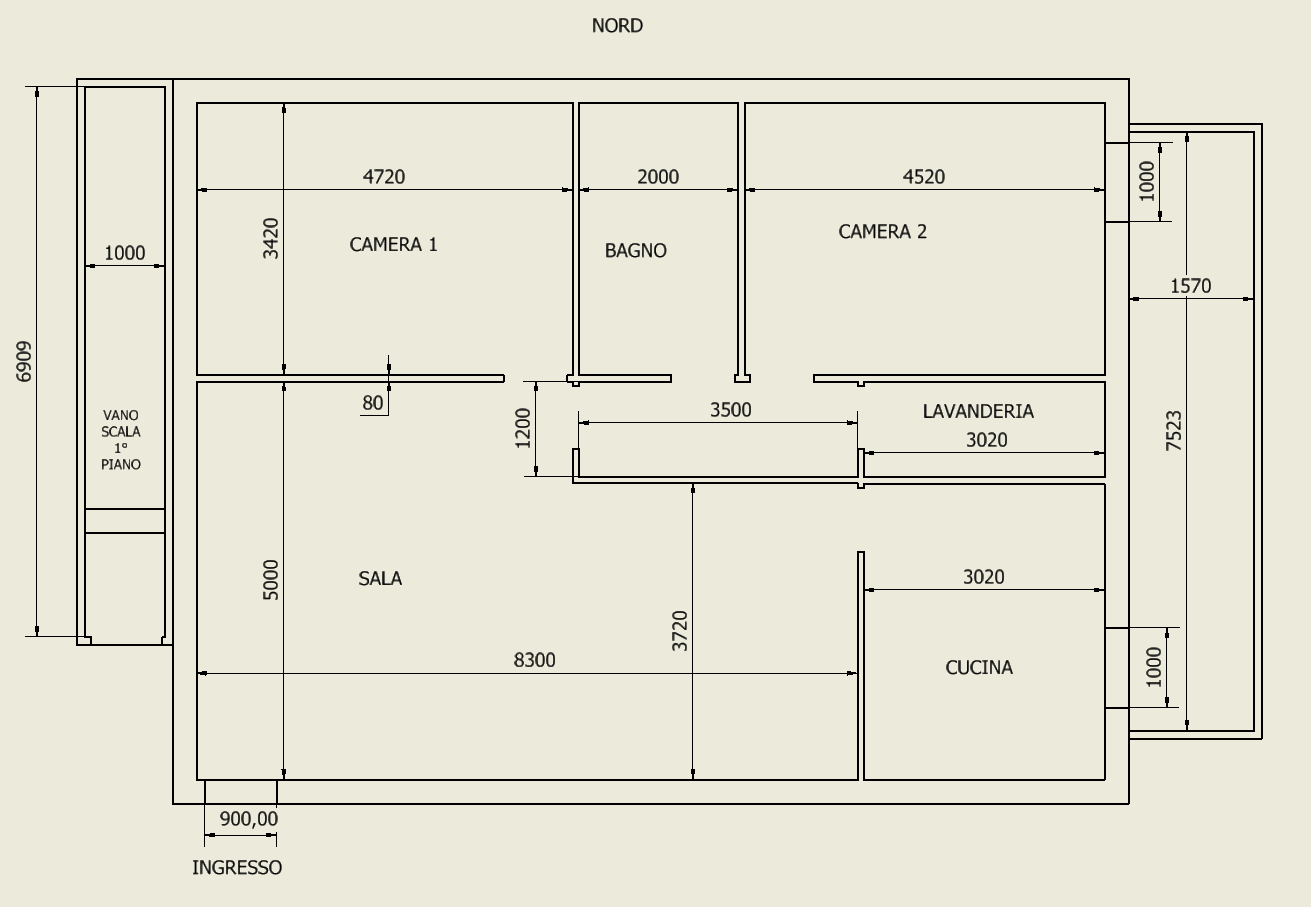 NORD
4720
2000
4520
1000
3420
CAMERA 1
BAGNO
CAMERA 2
1000
1570
6909
80
1200
3500
LAVANDERIA
3020
7523
VANO
SCALA
1°
PIANO
5000
SALA
3720
3020
8300
CUCINA
1000
900,00
INGRESSO